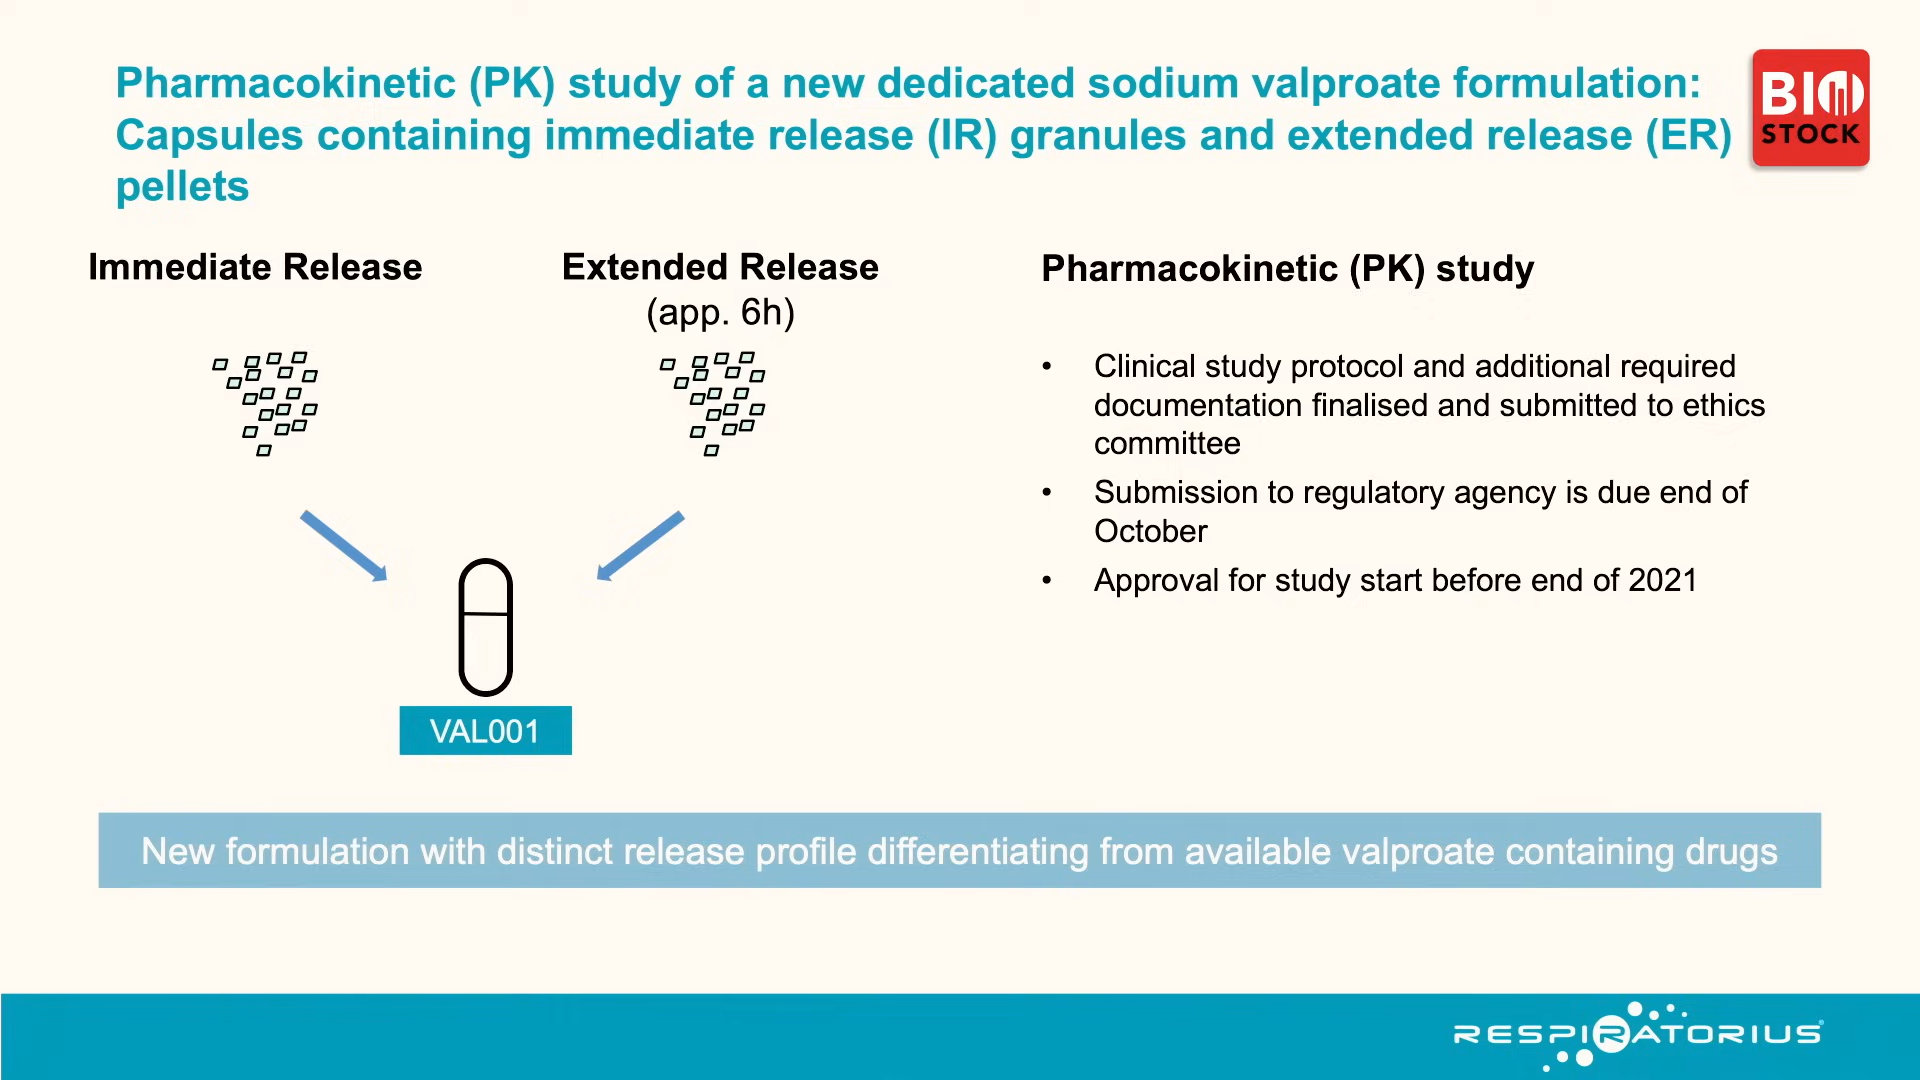 Pharmacokinetic (PK) study of a new dedicated sodium valproate formulation:
Capsules containing immediate release (IR) granules and extended release (ER)
pellets
BIO
STOCK
Immediate Release
Extended Release
(app. 6h)
VAL001
Pharmacokinetic (PK) study
• Clinical study protocol and additional required
documentation finalised and submitted to ethics
committee
• Submission to regulatory agency is due end of
October
• Approval for study start before end of 2021
New formulation with distinct release profile differentiating from available valproate containing drugs
RESPIRATORIUS